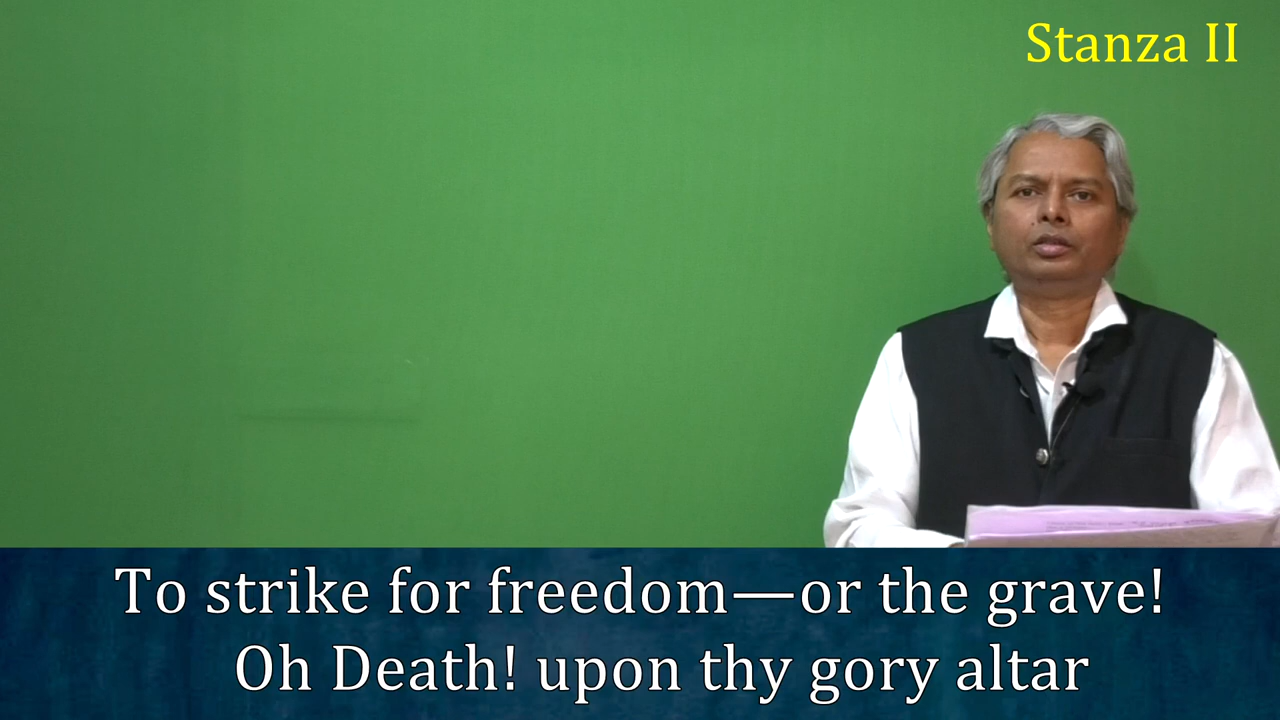 Stanza II
To strike for freedom—or the grave!
Oh Death! upon thy gory altar